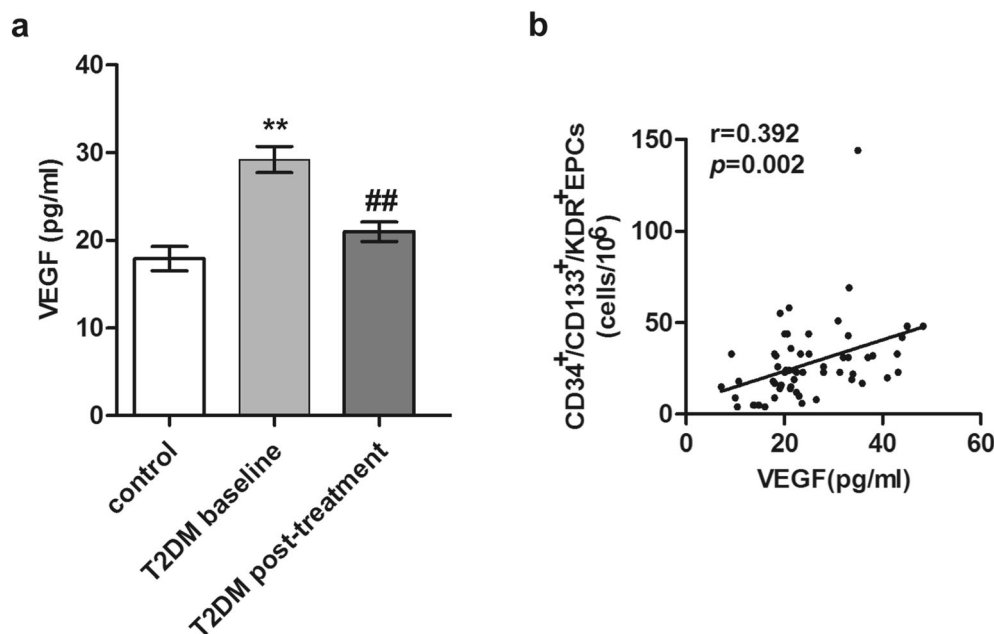 a
VEGF (pg/ml)
40
30
20
10
0
**
##
control
T2DM baseline
T2DM post-treatment
b
CD34+/CD133+/KDR+EPCs
(cells/10^6)
150
100
50
0
r=0.392
p=0.002
0 20 40 60
VEGF(pg/ml)